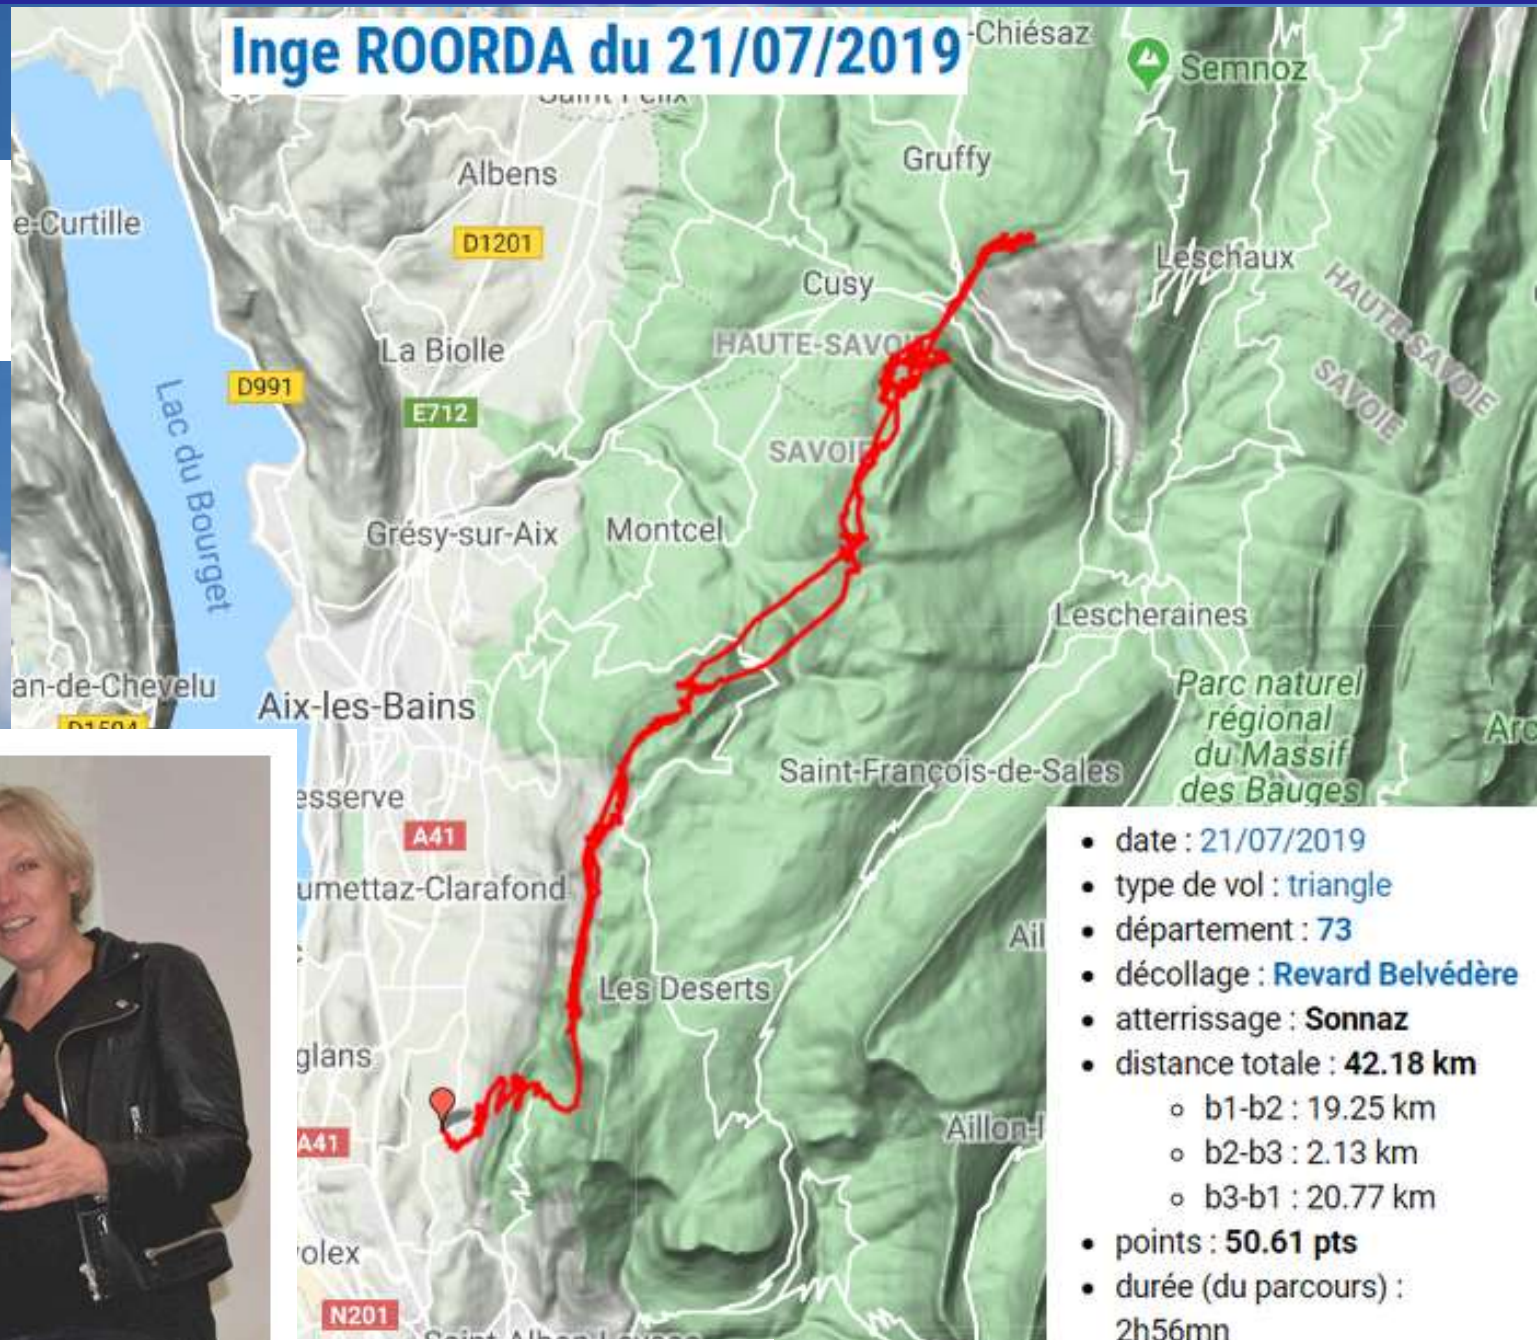 Inge ROORDA du 21/07/2019
-Chiésaz
Semnoz
Gruffy
Albens
e-Curtille
D1201
Leschaux
Cusy
HAUTE-SAVOIE
HAUTE-SAVOIE
SAVOIE
La Biolle
D991
E712
Lac du Bourget
SAVOIE
Grésy-sur-Aix
Montcel
Lescheraines
an-de-Chevelu
Aix-les-Bains
Parc naturel
régional
du Massif
des Bauges
Saint-François-de-Sales
esserve
A41
umettaz-Clarafond
Les Deserts
glans
A41
Aillon-l
olex
N201
• date : 21/07/2019
• type de vol : triangle
• département : 73
• décollage : Revard Belvédère
• atterrissage : Sonnaz
• distance totale : 42.18 km
○ b1-b2 : 19.25 km
○ b2-b3 : 2.13 km
○ b3-b1 : 20.77 km
• points : 50.61 pts
• durée (du parcours) :
2h56mn